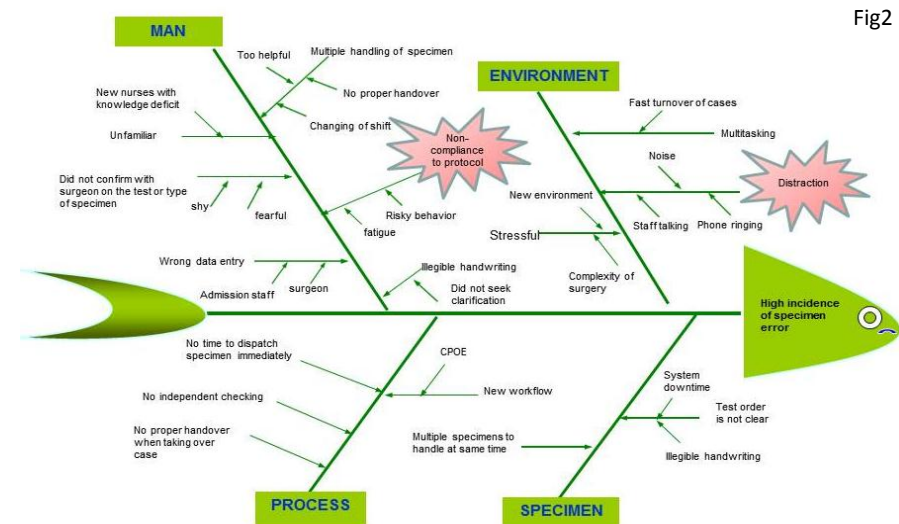 Fig2
MAN
Too helpful
Multiple handling of specimen
No proper handover
Changing of shift
New nurses with
knowledge deficit
Unfamiliar
Did not confirm with
surgeon on the test or type
of specimen
shy
fearful
Non-
compliance
to protocol
Risky behavior
fatigue
Wrong data entry
Admission staff
surgeon
Illegible handwriting
Did not seek
clarification
ENVIRONMENT
Fast turnover of cases
Multitasking
Noise
Distraction
Staff talking
Phone ringing
New environment
Stressful
Complexity of
surgery
High incidence
of specimen
error
No time to dispatch
specimen immediately
CPOE
New workflow
No independent checking
No proper handover
when taking over
case
PROCESS
System
downtime
Test order
is not clear
Multiple specimens to
handle at same time
Illegible handwriting
SPECIMEN